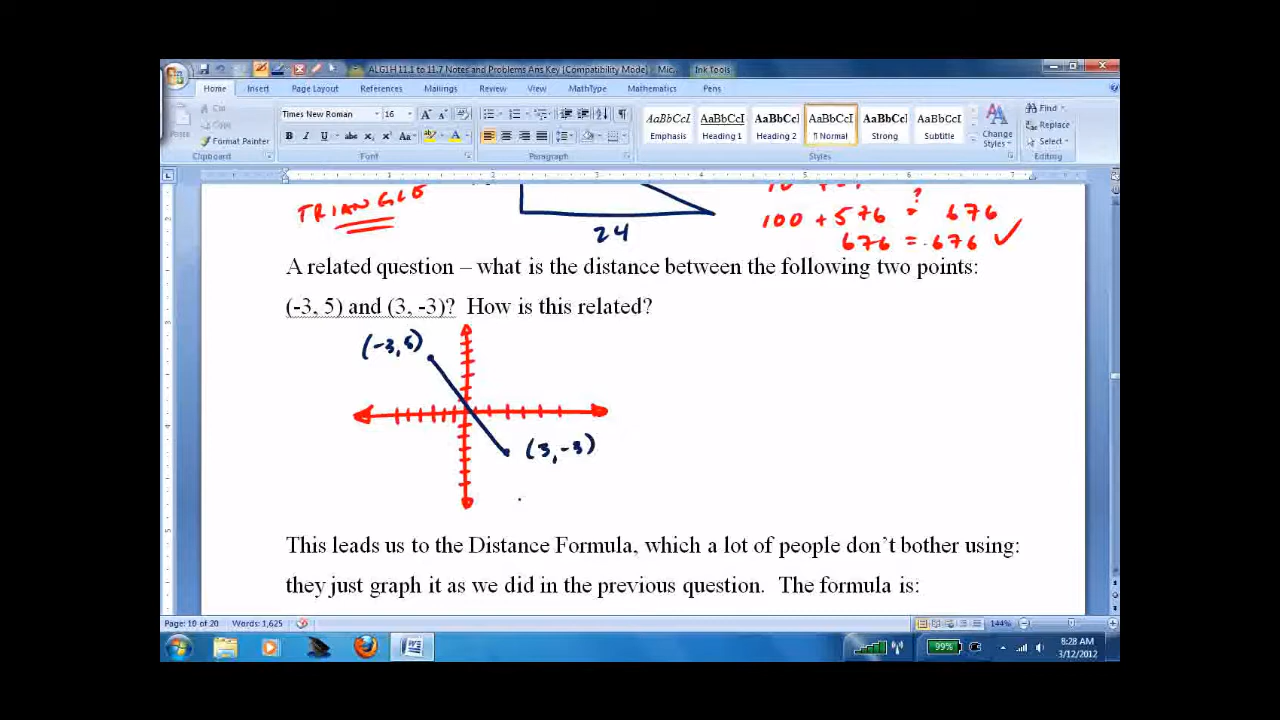 ALG1H 11.1 to 11.7 Notes and Problems Ans Key [Compatibility Mode] - Mic
Ink Tools
Home Insert Page Layout References Mailings Review View MathType Mathematics Pens
Cut
Copy
Paste
Format Painter
Times New Roman 16
AaBbCcI AaBbCcI AaBbCcI AaBbCcI AaBbCcI AaBbCcI
Emphasis Heading 1 Heading 2 ¶ Normal Strong Subtitle
Change Styles
Find
Replace
Select
Clipboard Font Paragraph Styles Editing
TRIANGLE
24
100 + 576 ?= 676
676 = 676 ✓
A related question – what is the distance between the following two points:
(-3, 5) and (3, -3)? How is this related?
(-3, 5)
(3, -3)
This leads us to the Distance Formula, which a lot of people don't bother using:
they just graph it as we did in the previous question. The formula is:
Page: 10 of 20 Words: 1,625 144%
99%
8:28 AM
3/12/2012